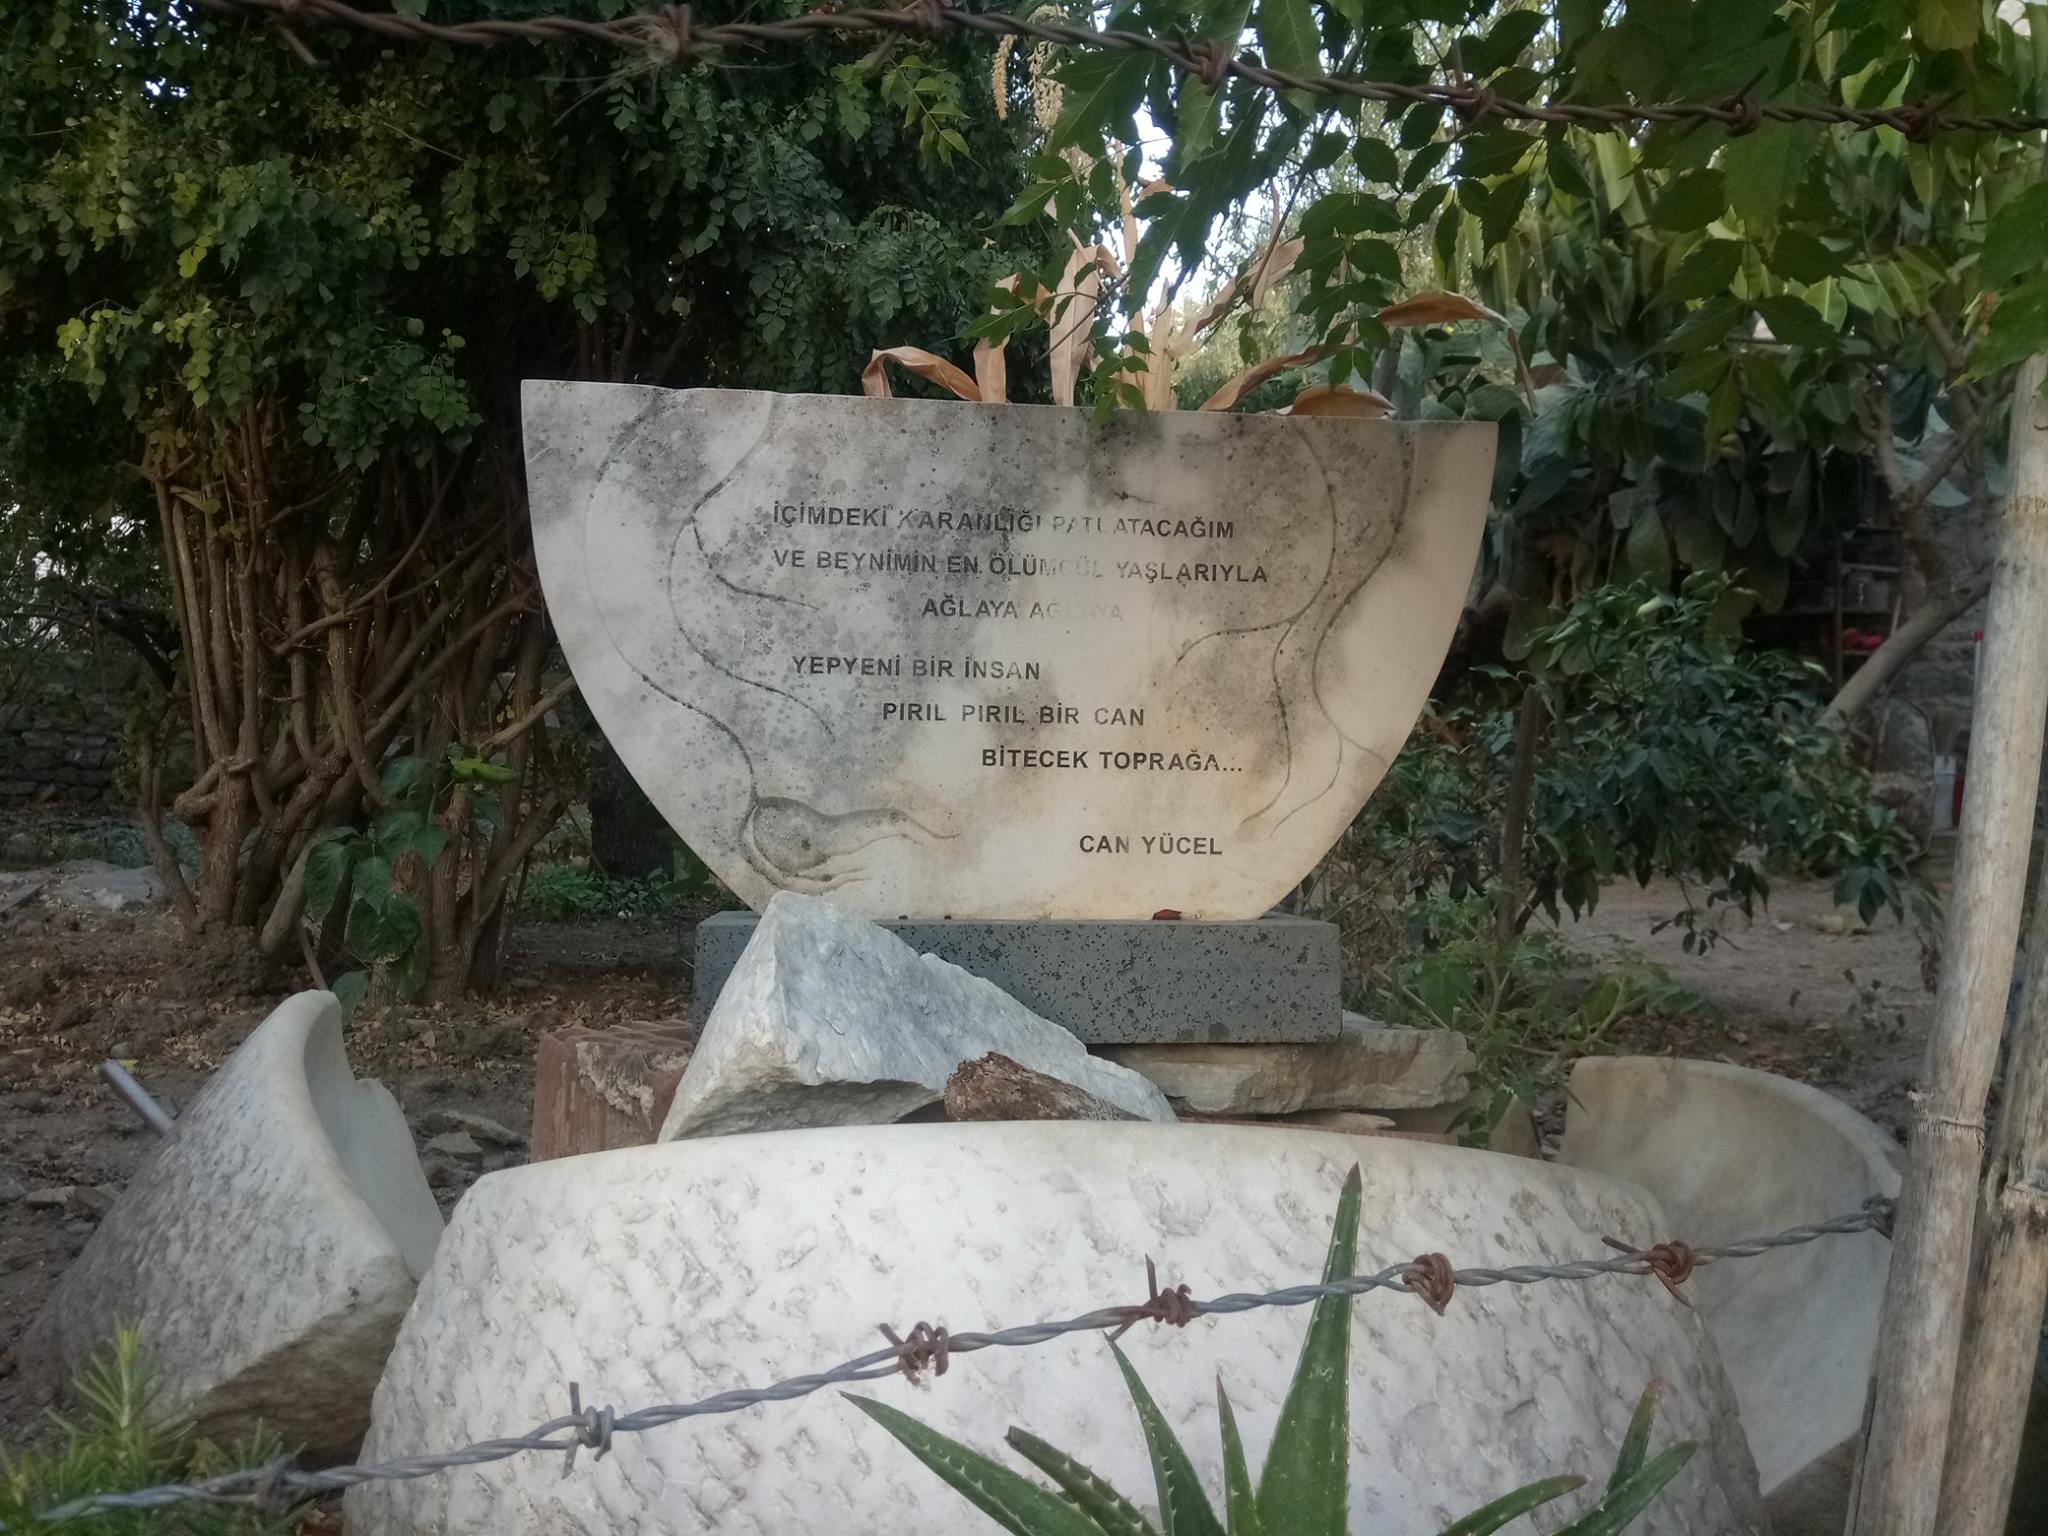 İÇİMDEKİ KARANLIĞI PATLATACAĞIM
VE BEYNİMİN EN ÖLÜMCÜL YAŞLARIYLA
AĞLAYA AĞLAYA
YEPYENİ BİR İNSAN
PIRIL PIRIL BİR CAN
BİTECEK TOPRAĞA...
CAN YÜCEL